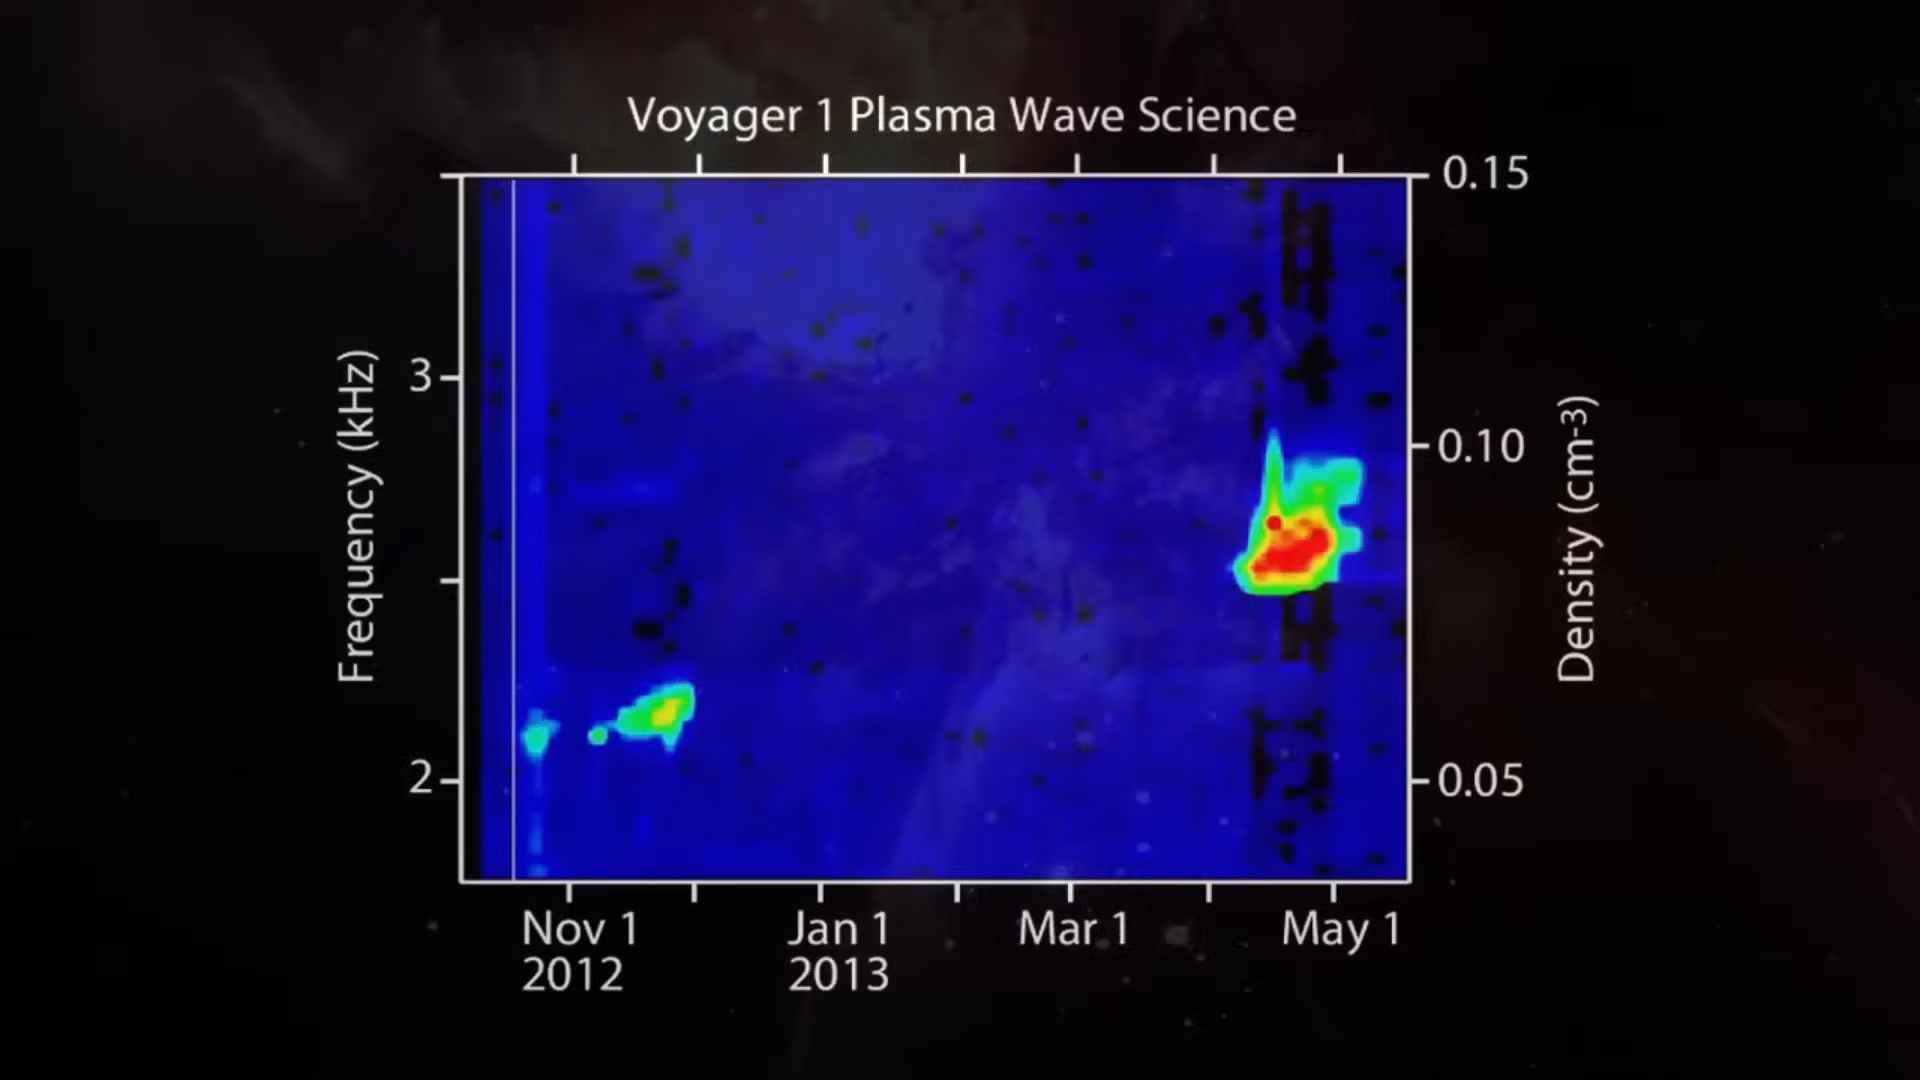 Voyager 1 Plasma Wave Science
0.15
3
0.10
Frequency (kHz)
Density (cm-3)
2
0.05
Nov 1
2012
Jan 1
2013
Mar 1
May 1